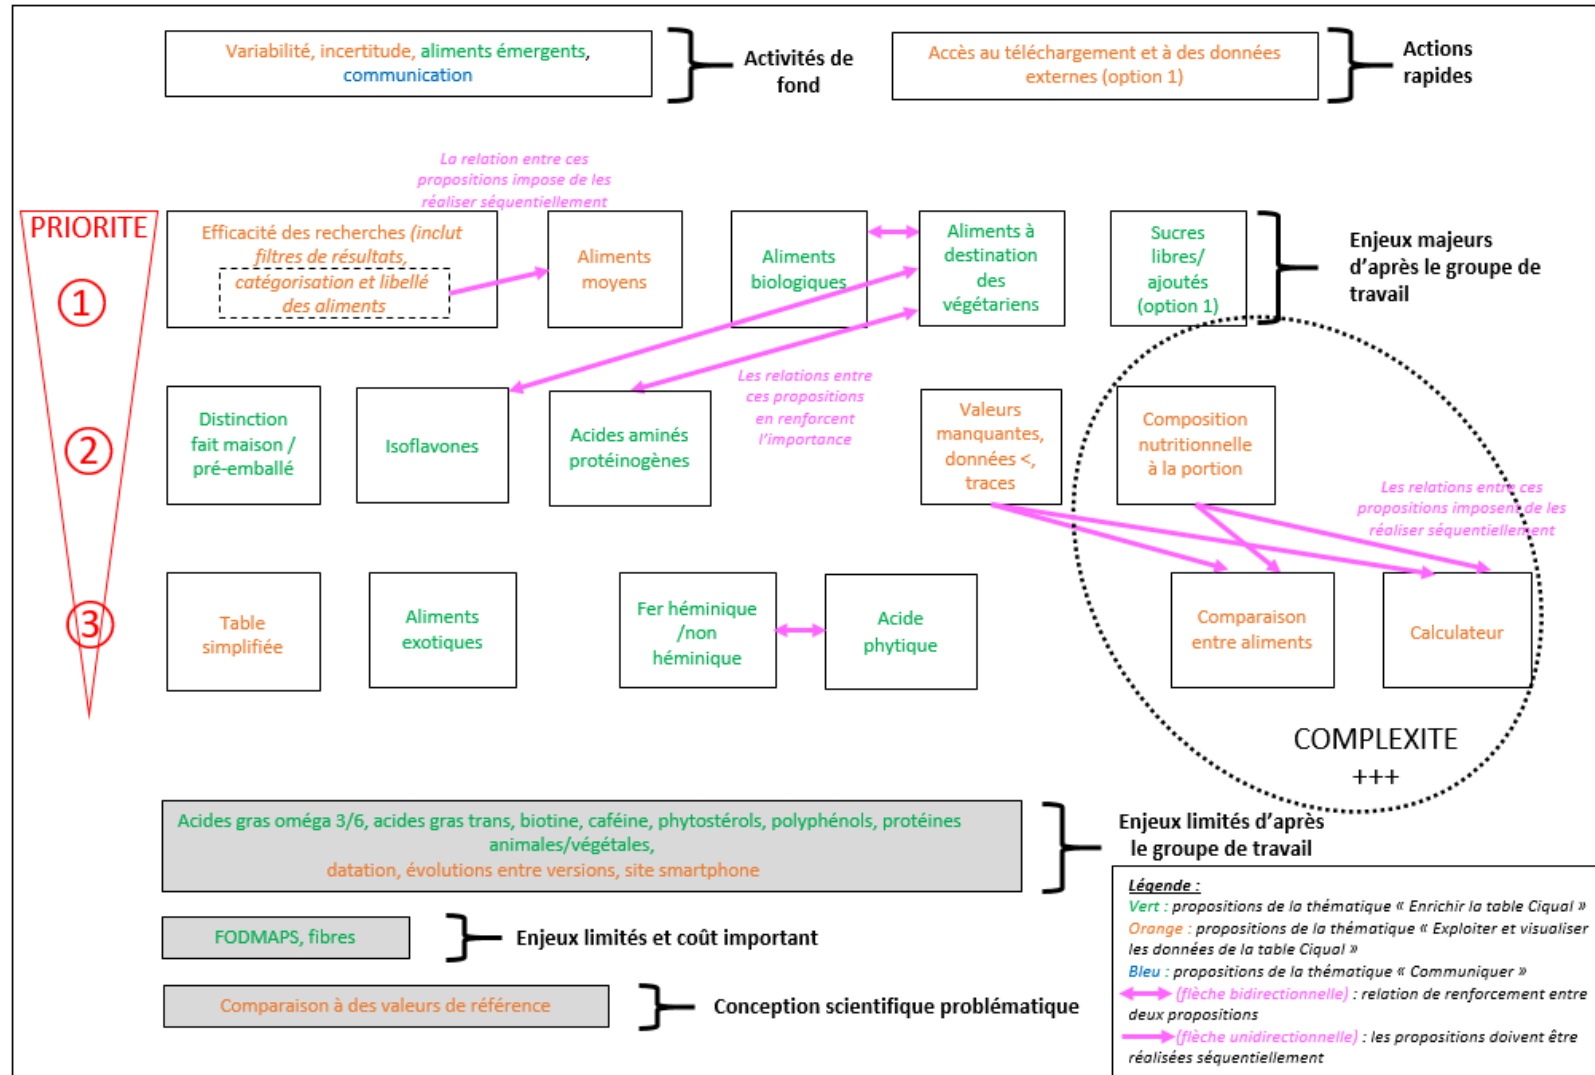 Variabilité, incertitude, aliments émergents,
communication
Activités de
fond
Accès au téléchargement et à des données
externes (option 1)
Actions
rapides
La relation entre ces
propositions impose de les
réaliser séquentiellement
PRIORITE
1
Efficacité des recherches (inclut
filtres de résultats,
catégorisation et libellé
des aliments
Aliments
moyens
Aliments
biologiques
Aliments à
destination
des
végétariens
Sucres
libres/
ajoutés
(option 1)
Enjeux majeurs
d'après le groupe de
travail
Les relations entre
ces propositions
en renforcent
l'importance
2
Distinction
fait maison /
pré-emballé
Isoflavones
Acides aminés
protéinogènes
Valeurs
manquantes,
données <,
traces
Composition
nutritionnelle
à la portion
Les relations entre ces
propositions imposent de les
réaliser séquentiellement
3
Table
simplifiée
Aliments
exotiques
Fer héminique
/non
héminique
Acide
phytique
Comparaison
entre aliments
Calculateur
COMPLEXITE
+++
Acides gras oméga 3/6, acides gras trans, biotine, caféine, phytostérols, polyphénols, protéines
animales/végétales,
datation, évolutions entre versions, site smartphone
Enjeux limités d'après
le groupe de travail
FODMAPS, fibres
Enjeux limités et coût important
Comparaison à des valeurs de référence
Conception scientifique problématique
Légende :
Vert : propositions de la thématique « Enrichir la table Ciqual »
Orange : propositions de la thématique « Exploiter et visualiser
les données de la table Ciqual »
Bleu : propositions de la thématique « Communiquer »
(flèche bidirectionnelle) : relation de renforcement entre
deux propositions
(flèche unidirectionnelle) : les propositions doivent être
réalisées séquentiellement